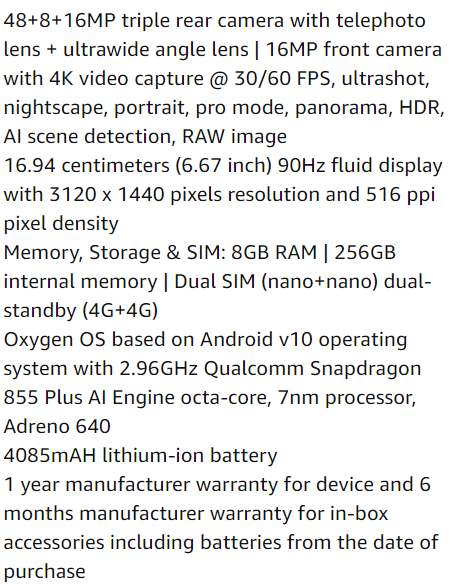 48+8+16MP triple rear camera with telephoto
lens + ultrawide angle lens | 16MP front camera
with 4K video capture @ 30/60 FPS, ultrashot,
nightscape, portrait, pro mode, panorama, HDR,
AI scene detection, RAW image
16.94 centimeters (6.67 inch) 90Hz fluid display
with 3120 x 1440 pixels resolution and 516 ppi
pixel density
Memory, Storage & SIM: 8GB RAM | 256GB
internal memory | Dual SIM (nano+nano) dual-
standby (4G+4G)
Oxygen OS based on Android v10 operating
system with 2.96GHz Qualcomm Snapdragon
855 Plus AI Engine octa-core, 7nm processor,
Adreno 640
4085mAH lithium-ion battery
1 year manufacturer warranty for device and 6
months manufacturer warranty for in-box
accessories including batteries from the date of
purchase